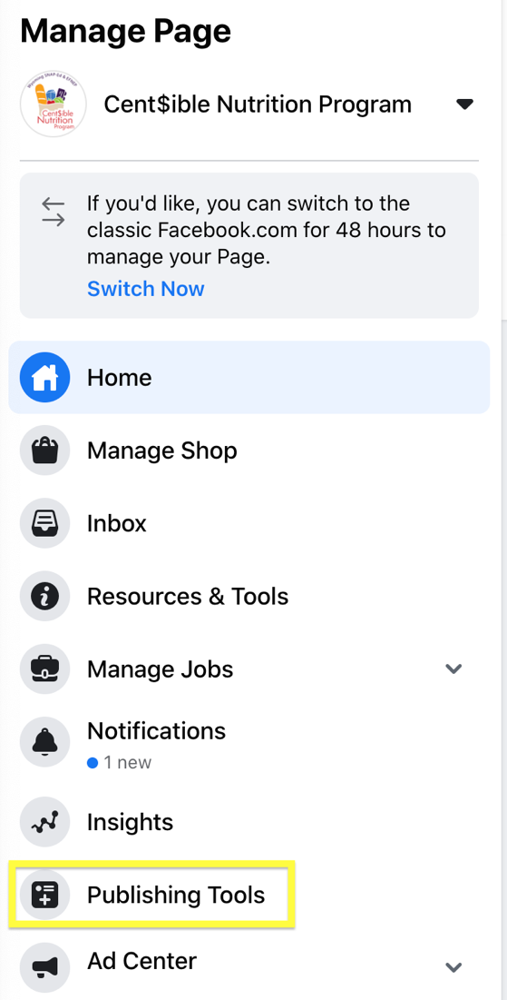 Manage Page
Wyoming SNAP-Ed & EFNEP
Cent$ible
Nutrition
Program
Cent$ible Nutrition Program
If you'd like, you can switch to the
classic Facebook.com for 48 hours to
manage your Page.
Switch Now
Home
Manage Shop
Inbox
Resources & Tools
Manage Jobs
Notifications
1 new
Insights
Publishing Tools
Ad Center